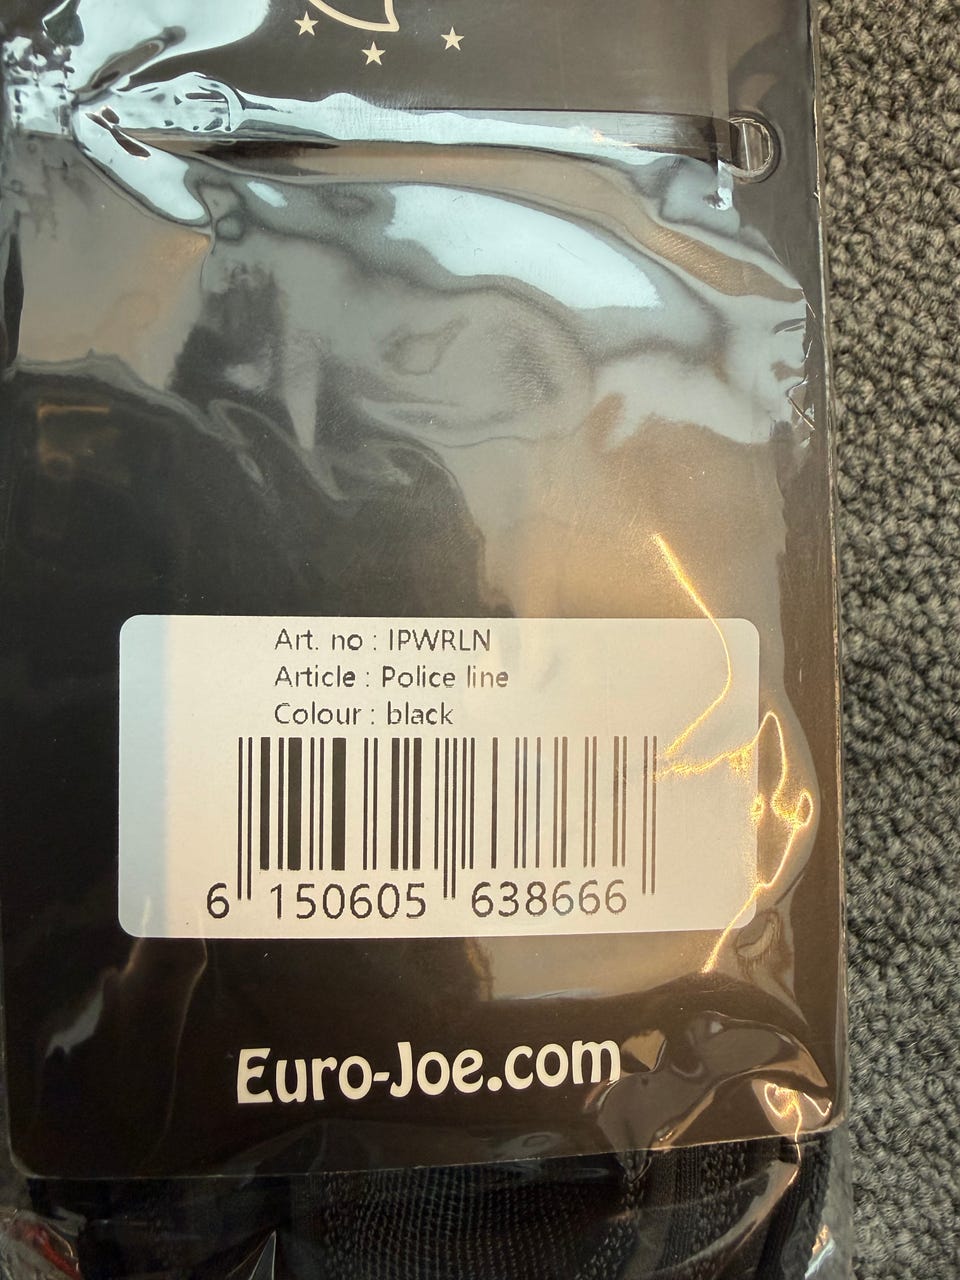 Art. no : IPWRLN
Article : Police line
Colour : black
6 150605 638666
Euro-Joe.com